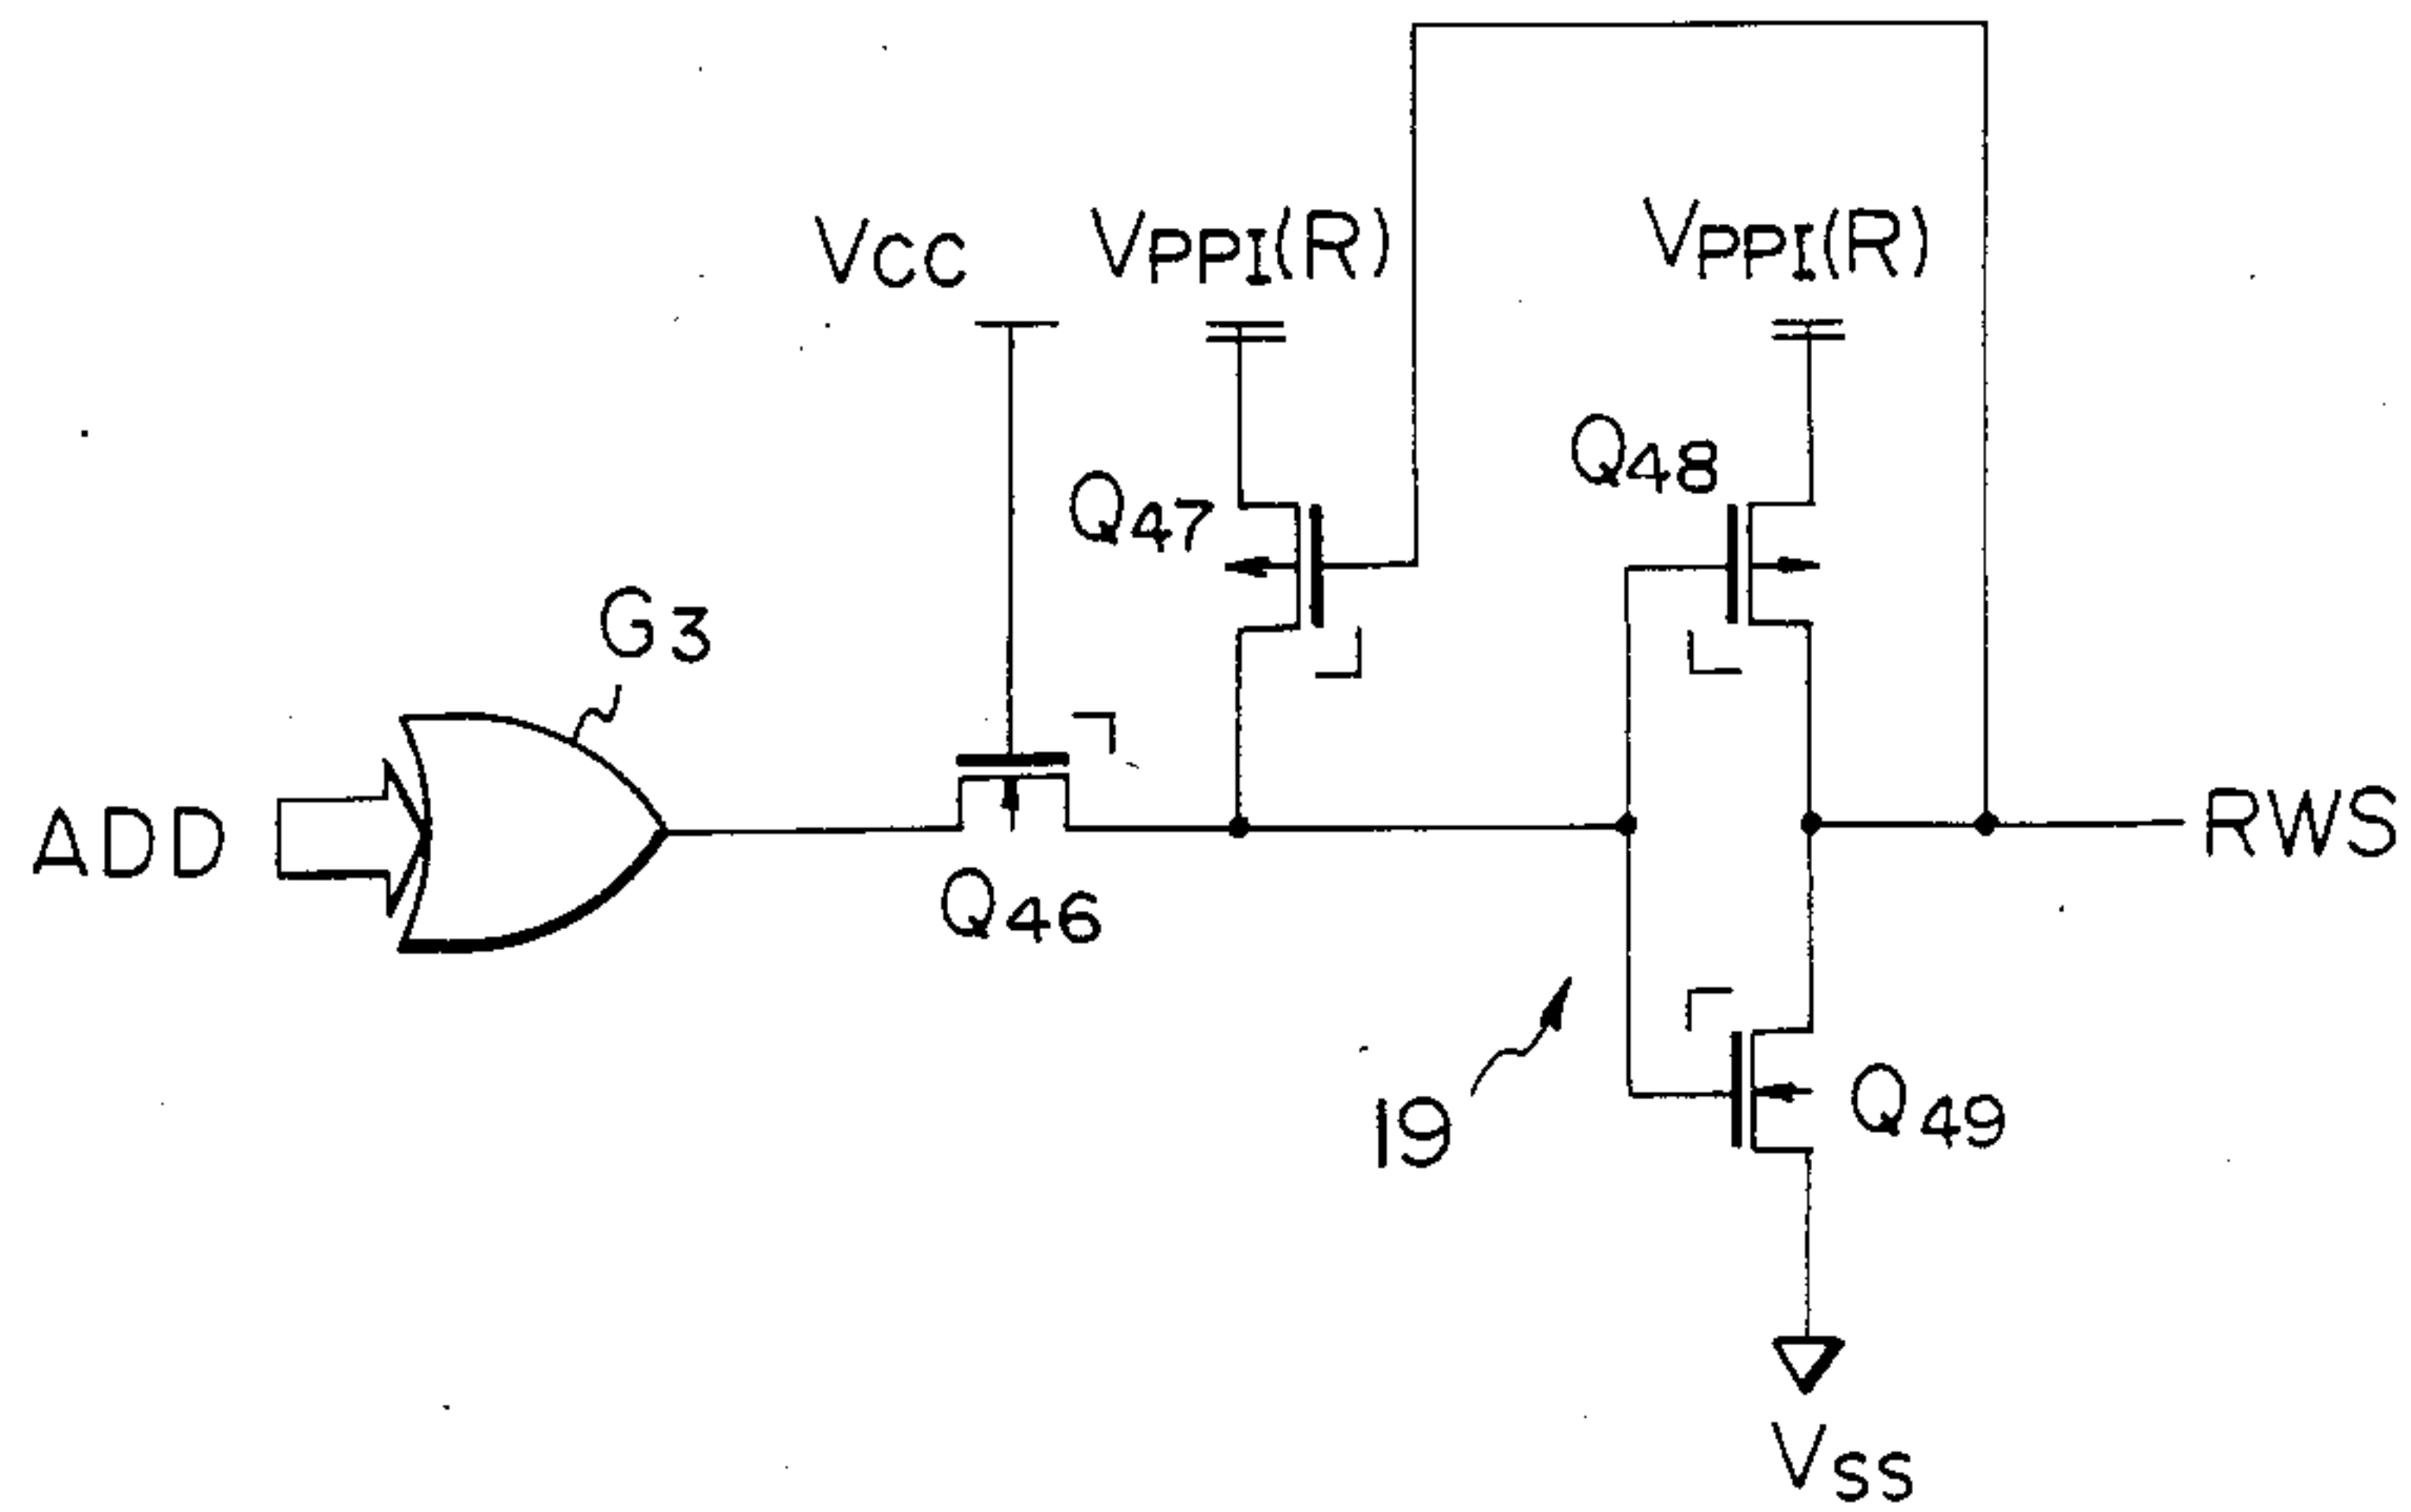 VCC
VPPI(R)
VPPI(R)
Q48
Q47
G3
ADD
RWS
Q46
19
Q49
VSS